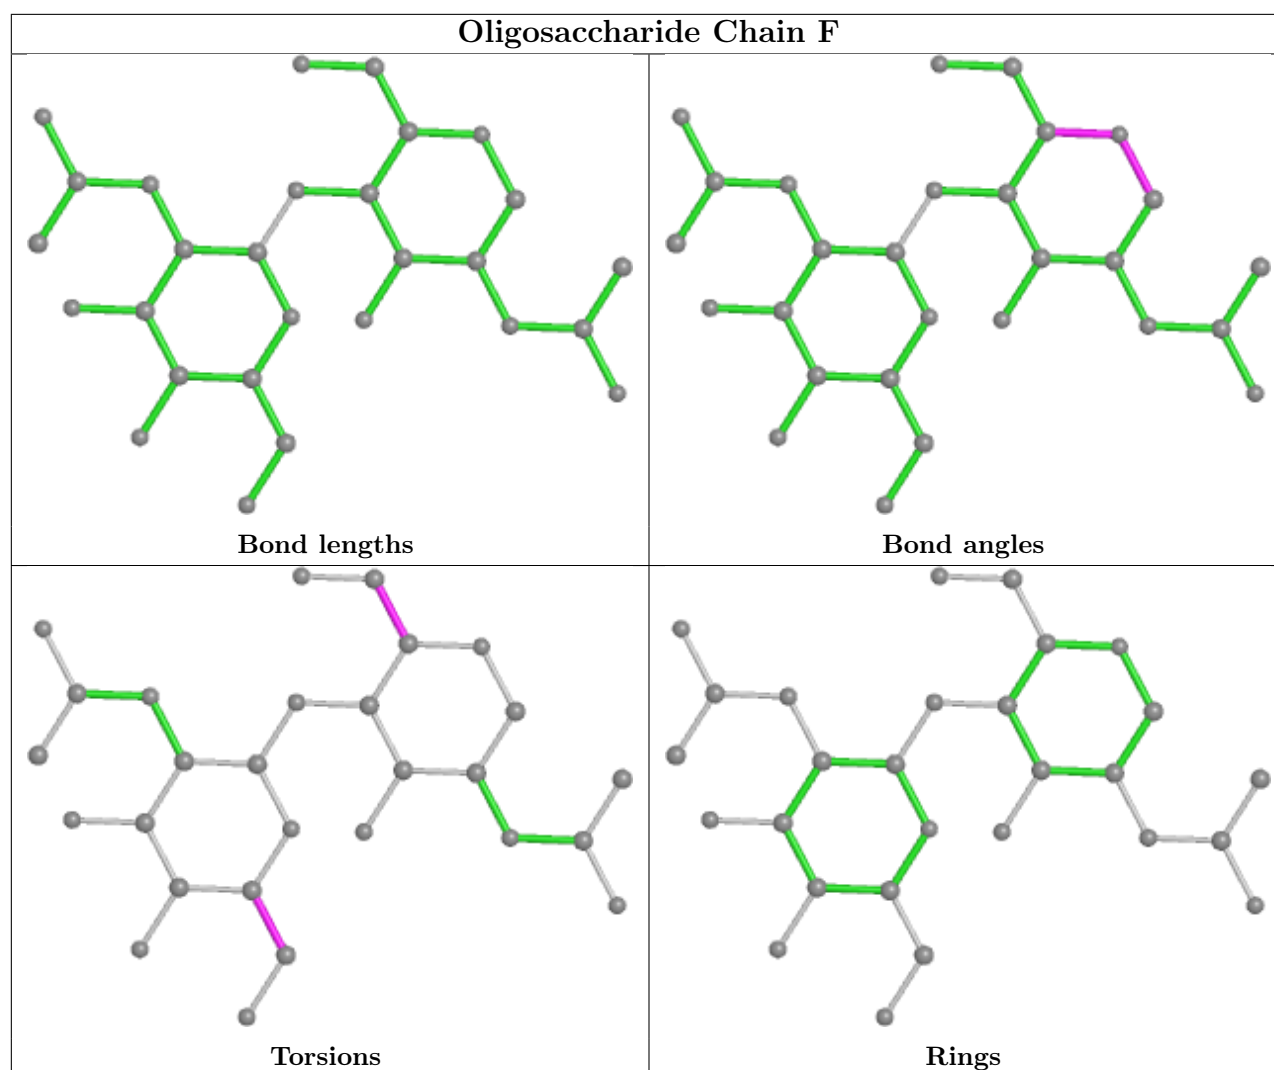 Oligosaccharide Chain F
Bond lengths
Bond angles
Torsions
Rings